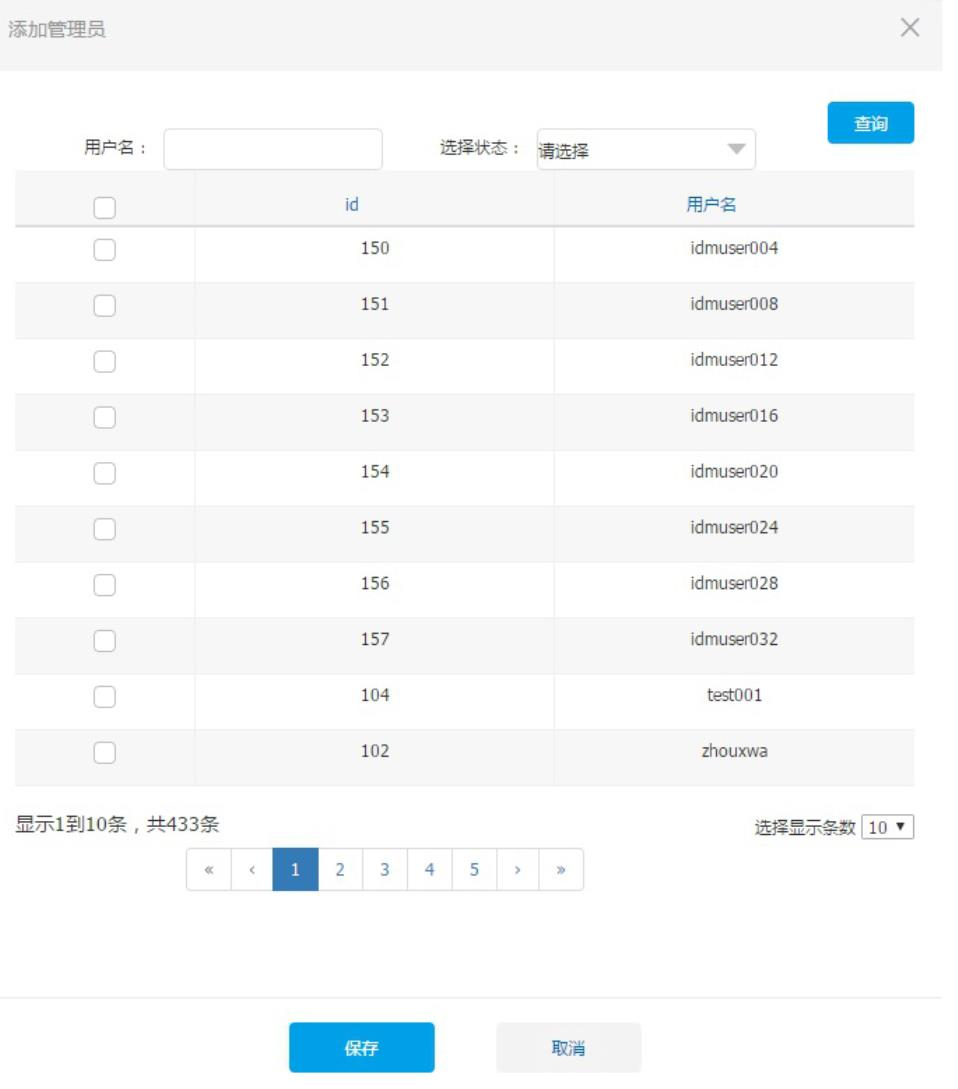 添加管理员
查询
用户名： 选择状态： 请选择
id 用户名
150 idmuser004
151 idmuser008
152 idmuser012
153 idmuser016
154 idmuser020
155 idmuser024
156 idmuser028
157 idmuser032
104 test001
102 zhouxwa
显示1到10条，共433条 选择显示条数 10
« ‹ 1 2 3 4 5 › »
保存 取消